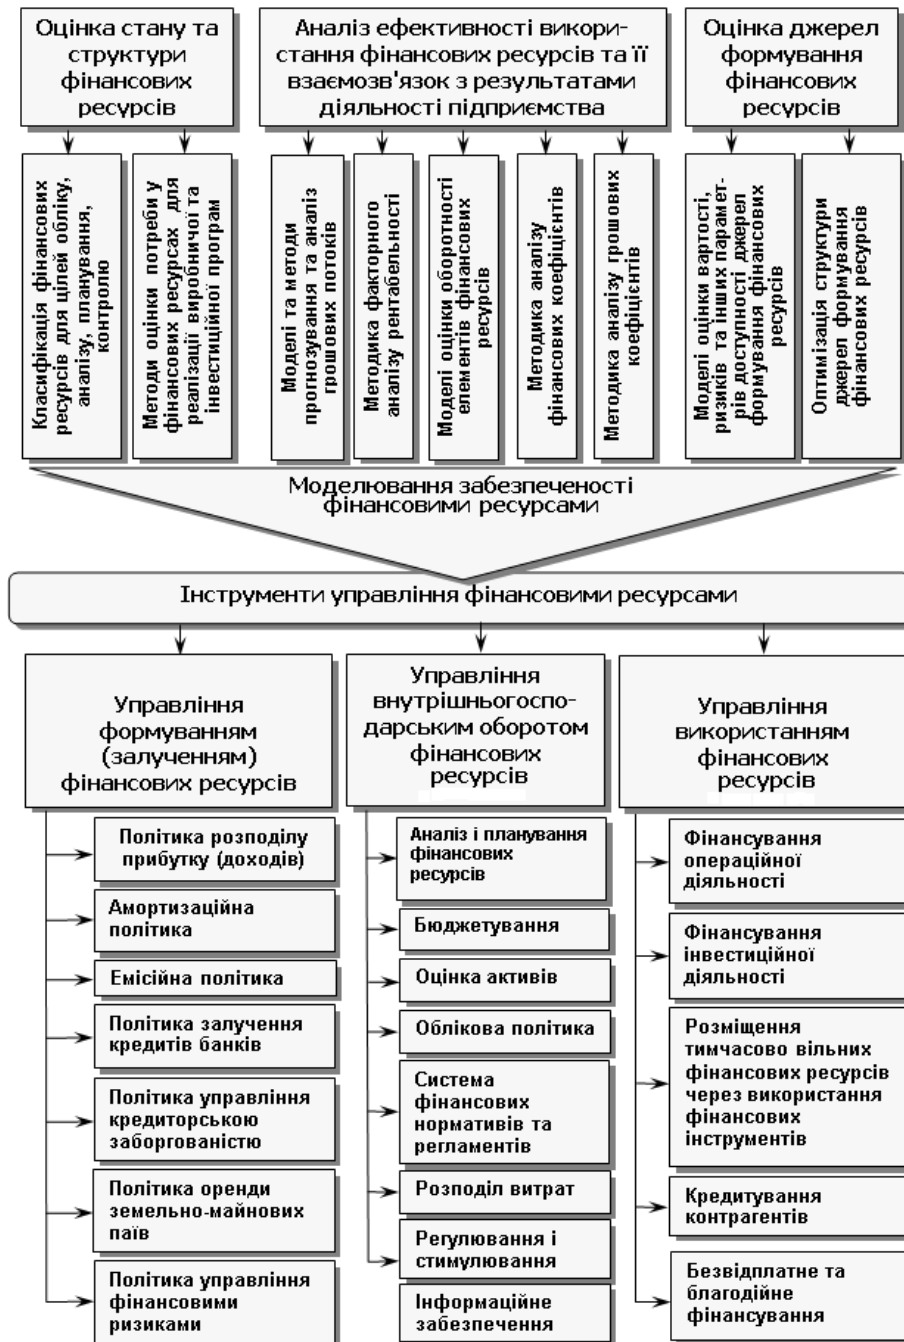 Оцінка стану та
структури
фінансових
ресурсів
Аналіз ефективності викори-
стання фінансових ресурсів та її
взаємозв'язок з результатами
діяльності підприємства
Оцінка джерел
формування
фінансових
ресурсів
Класифікація фінансових
ресурсів для цілей обліку,
аналізу, планування,
контролю
Методи оцінки потреби у
фінансових ресурсах для
реалізації виробничої та
інвестиційної програм
Моделі та методи
прогнозування та аналіз
грошових потоків
Методика факторного
аналізу рентабельності
Моделі оцінки оборотності
елементів фінансових
ресурсів
Методика аналізу
фінансових коефіцієнтів
Методика аналізу грошових
коефіцієнтів
Моделі оцінки вартості,
ризиків та інших парамет-
рів доступності джерел
формування фінансових
ресурсів
Оптимізація структури
джерел формування
фінансових ресурсів
Моделювання забезпеченості
фінансовими ресурсами
Інструменти управління фінансовими ресурсами
Управління
формуванням
(залученням)
фінансових ресурсів
Політика розподілу
прибутку (доходів)
Амортизаційна
політика
Емісійна політика
Політика залучення
кредитів банків
Політика управління
кредиторською
заборгованістю
Політика оренди
земельно-майнових
паїв
Політика управління
фінансовими
ризиками
Управління
внутрішньогоспо-
дарським оборотом
фінансових
ресурсів
Аналіз і планування
фінансових
ресурсів
Бюджетування
Оцінка активів
Облікова політика
Система
фінансових
нормативів та
регламентів
Розподіл витрат
Регулювання і
стимулювання
Інформаційне
забезпечення
Управління
використанням
фінансових
ресурсів
Фінансування
операційної
діяльності
Фінансування
інвестиційної
діяльності
Розміщення
тимчасово вільних
фінансових ресурсів
через використання
фінансових
інструментів
Кредитування
контрагентів
Безвідплатне та
благодійне
фінансування